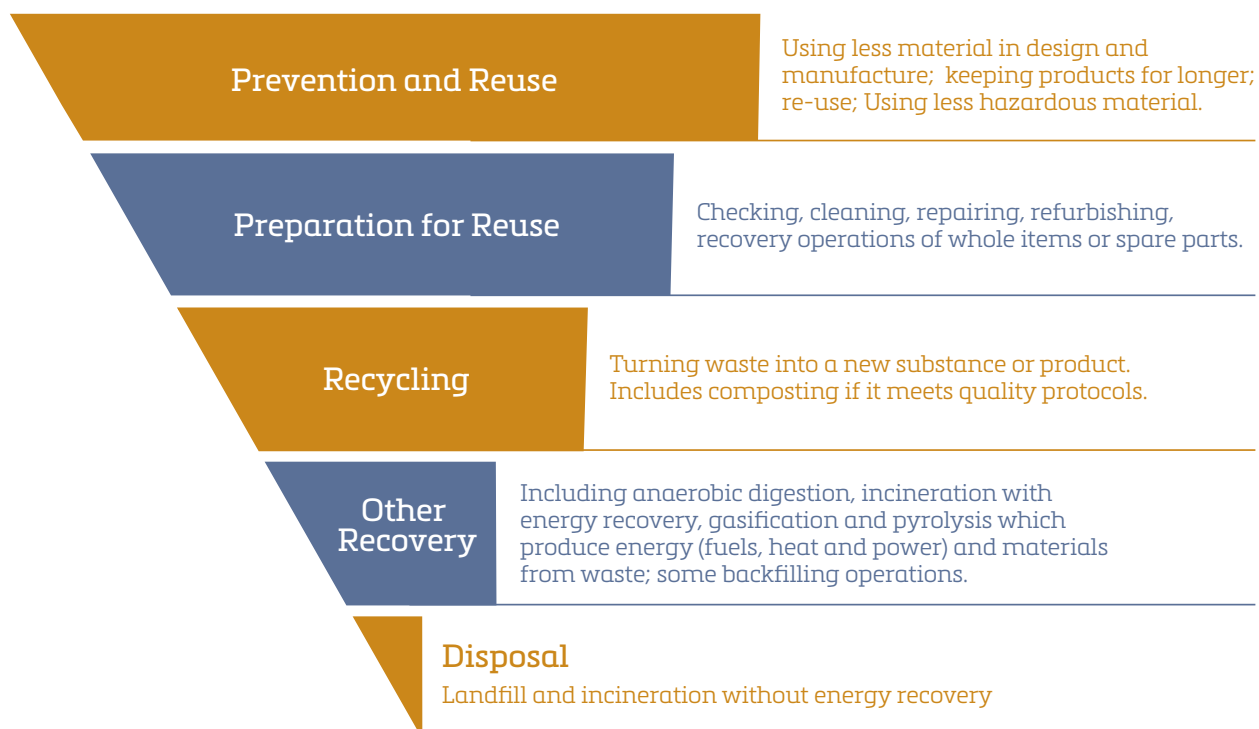 Prevention and Reuse
Using less material in design and
manufacture;  keeping products for longer;
re-use; Using less hazardous material.
Preparation for Reuse
Checking, cleaning, repairing, refurbishing,
recovery operations of whole items or spare parts.
Recycling
Turning waste into a new substance or product.
Includes composting if it meets quality protocols.
Other
Recovery
Including anaerobic digestion, incineration with
energy recovery, gasification and pyrolysis which
produce energy (fuels, heat and power) and materials
from waste; some backfilling operations.
Disposal
Landfill and incineration without energy recovery